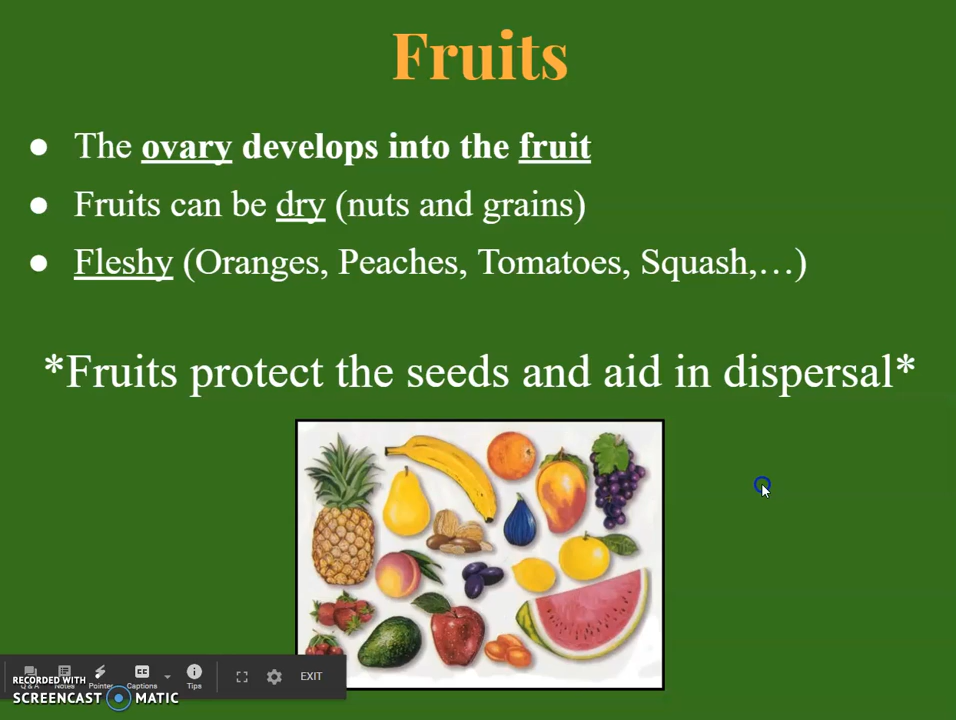 Fruits
● The ovary develops into the fruit
● Fruits can be dry (nuts and grains)
● Fleshy (Oranges, Peaches, Tomatoes, Squash,…)
*Fruits protect the seeds and aid in dispersal*
Q & A Notes Pointer Captions Tips EXIT
RECORDED WITH
SCREENCAST MATIC